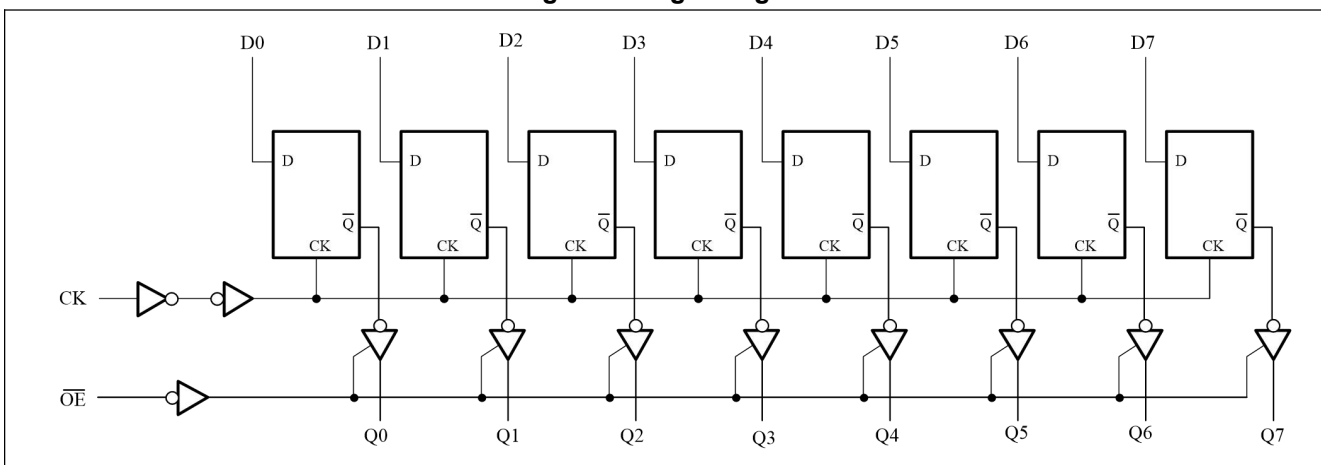 D0 D1 D2 D3 D4 D5 D6 D7
D D D D D D D D
Q̅ Q̅ Q̅ Q̅ Q̅ Q̅ Q̅ Q̅
CK CK CK CK CK CK CK CK
CK
O̅E̅
Q0 Q1 Q2 Q3 Q4 Q5 Q6 Q7